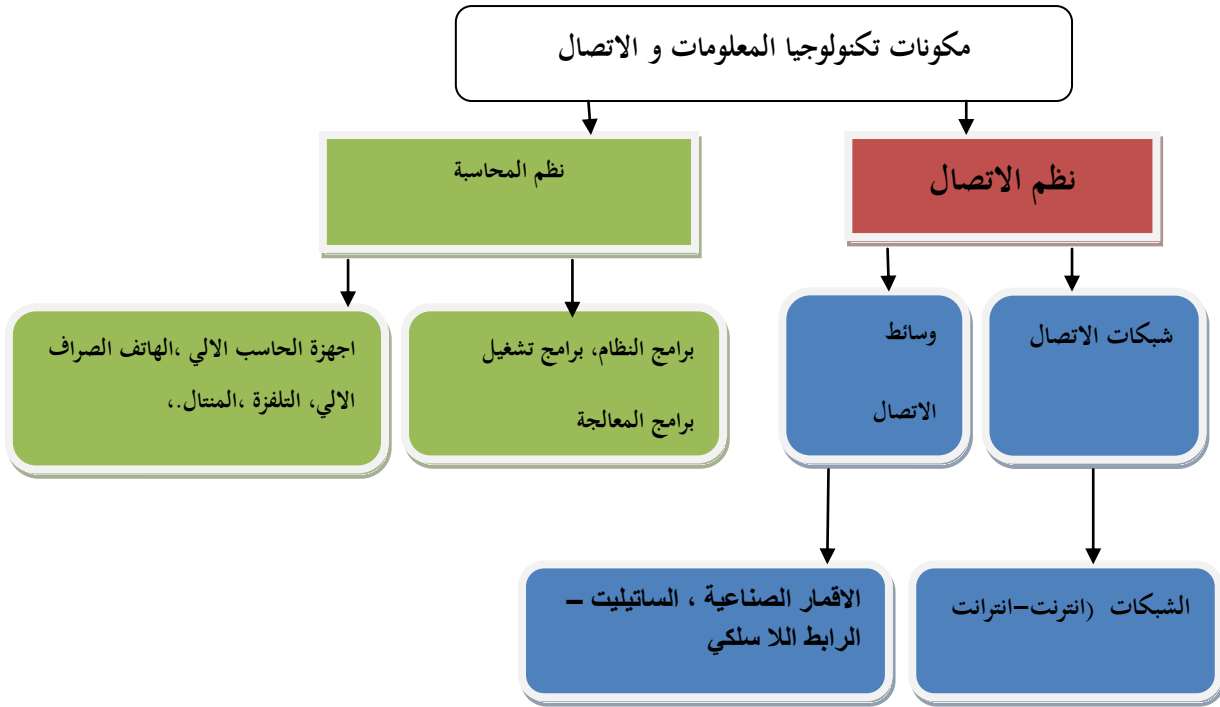 مكونات تكنولوجيا المعلومات و الاتصال
نظم الاتصال
نظم المحاسبة
شبكات الاتصال
وسائط
الاتصال
برامج النظام، برامج تشغيل
برامج المعالجة
اجهزة الحاسب الالي ،الهاتف الصراف
الالي، التلفزة ،المنتال.،
الشبكات (انترنت-انترانت
الاقمار الصناعية ، الساتيليت –
الرابط اللا سلكي